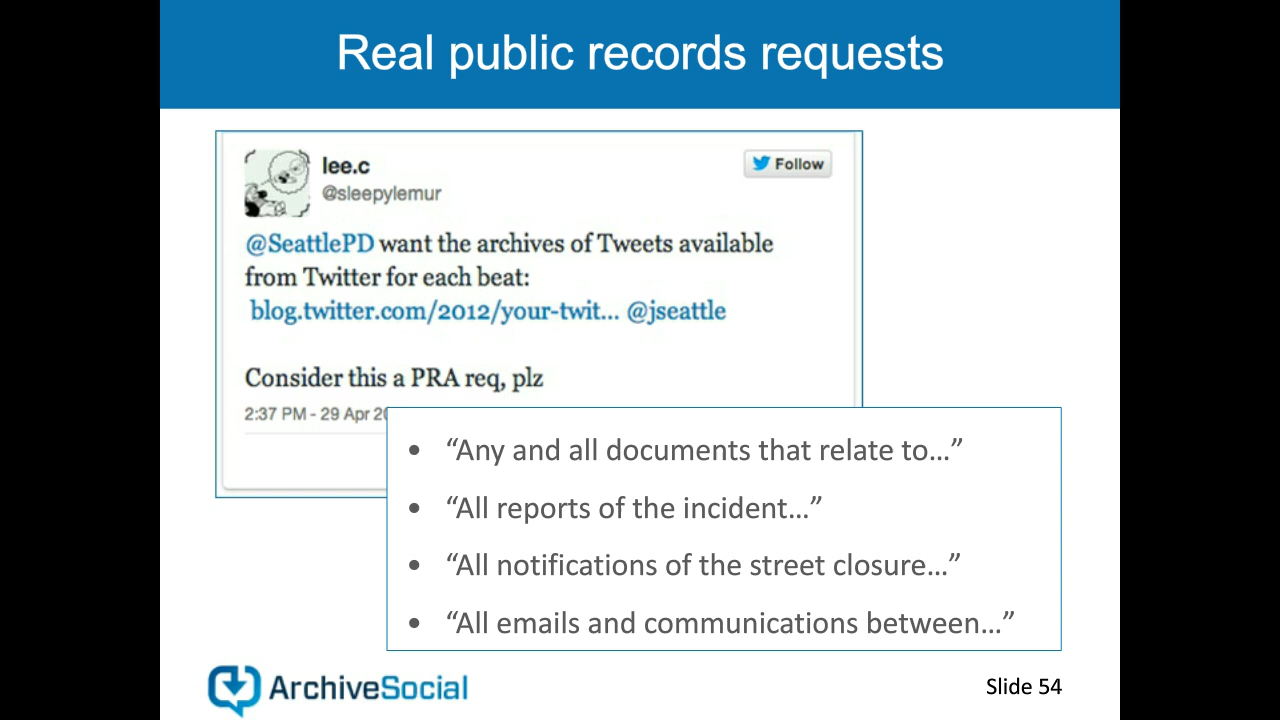 Real public records requests
lee.c
@sleepylemur
Follow
@SeattlePD want the archives of Tweets available
from Twitter for each beat:
blog.twitter.com/2012/your-twit... @jseattle
Consider this a PRA req, plz
2:37 PM - 29 Apr
• “Any and all documents that relate to…”
• “All reports of the incident…”
• “All notifications of the street closure…”
• “All emails and communications between…”
ArchiveSocial
Slide 54